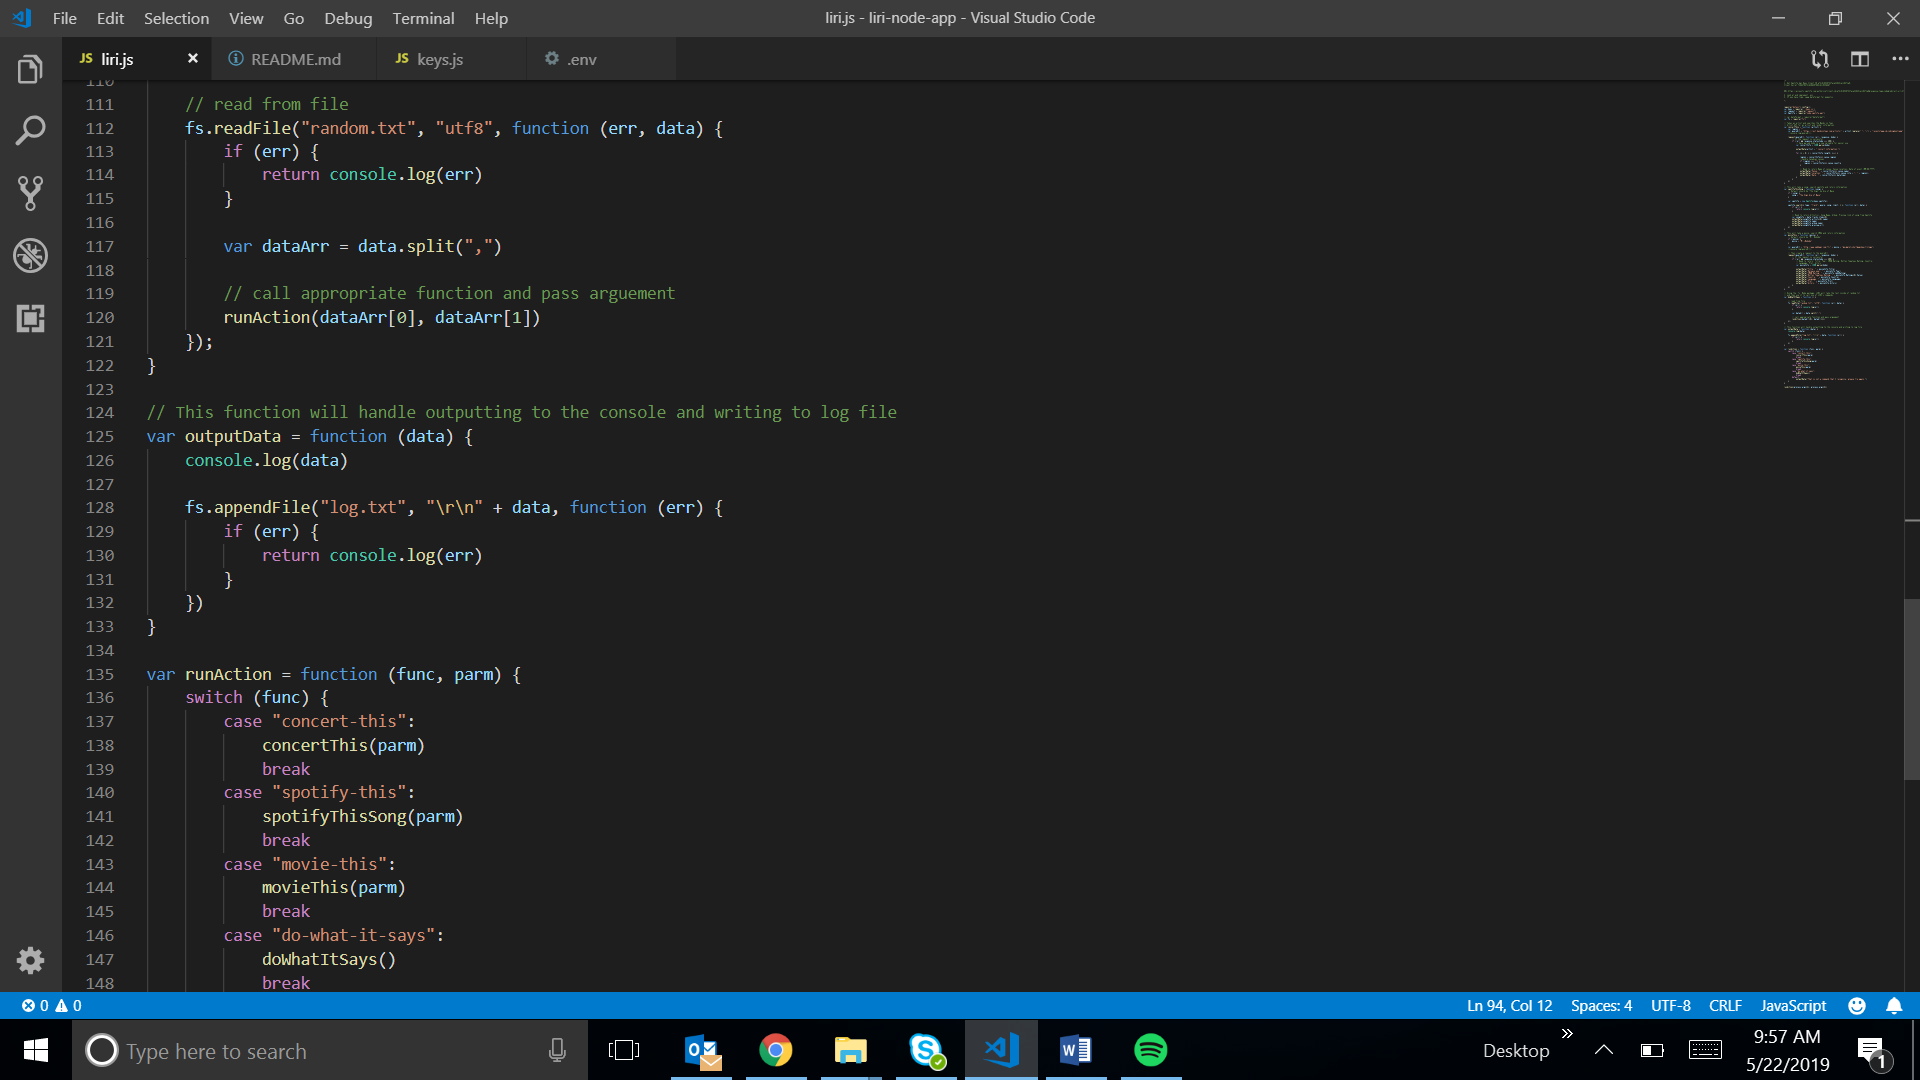 File Edit Selection View Go Debug Terminal Help
liri.js - liri-node-app - Visual Studio Code
JS liri.js
README.md
JS keys.js
.env
110
111 // read from file
112 fs.readFile("random.txt", "utf8", function (err, data) {
113 if (err) {
114 return console.log(err)
115 }
116
117 var dataArr = data.split(",")
118
119 // call appropriate function and pass arguement
120 runAction(dataArr[0], dataArr[1])
121 });
122 }
123
124 // This function will handle outputting to the console and writing to log file
125 var outputData = function (data) {
126 console.log(data)
127
128 fs.appendFile("log.txt", "\r\n" + data, function (err) {
129 if (err) {
130 return console.log(err)
131 }
132 })
133 }
134
135 var runAction = function (func, parm) {
136 switch (func) {
137 case "concert-this":
138 concertThis(parm)
139 break
140 case "spotify-this":
141 spotifyThisSong(parm)
142 break
143 case "movie-this":
144 movieThis(parm)
145 break
146 case "do-what-it-says":
147 doWhatItSays()
148 break
0 0
Ln 94, Col 12 Spaces: 4 UTF-8 CRLF JavaScript
Type here to search
Desktop
9:57 AM
5/22/2019
1